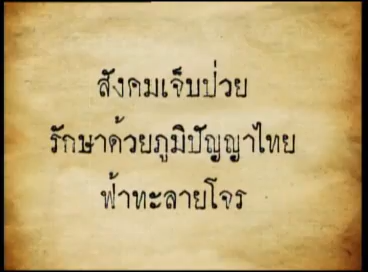 สังคมเจ็บป่วย
รักษาด้วยภูมิปัญญาไทย
ฟ้าทะลายโจร